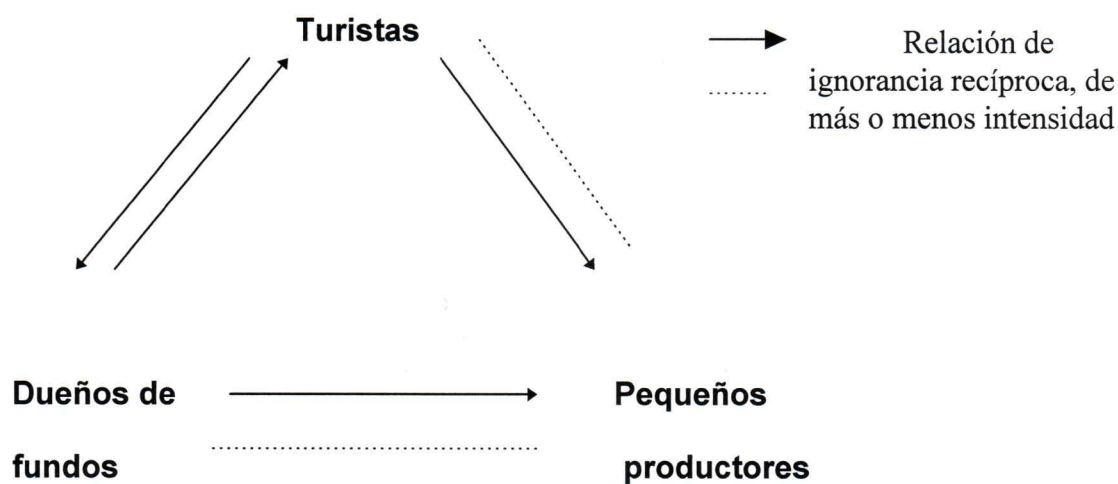 Turistas
Relación de
ignorancia recíproca, de
más o menos intensidad
Dueños de
fundos
Pequeños
productores